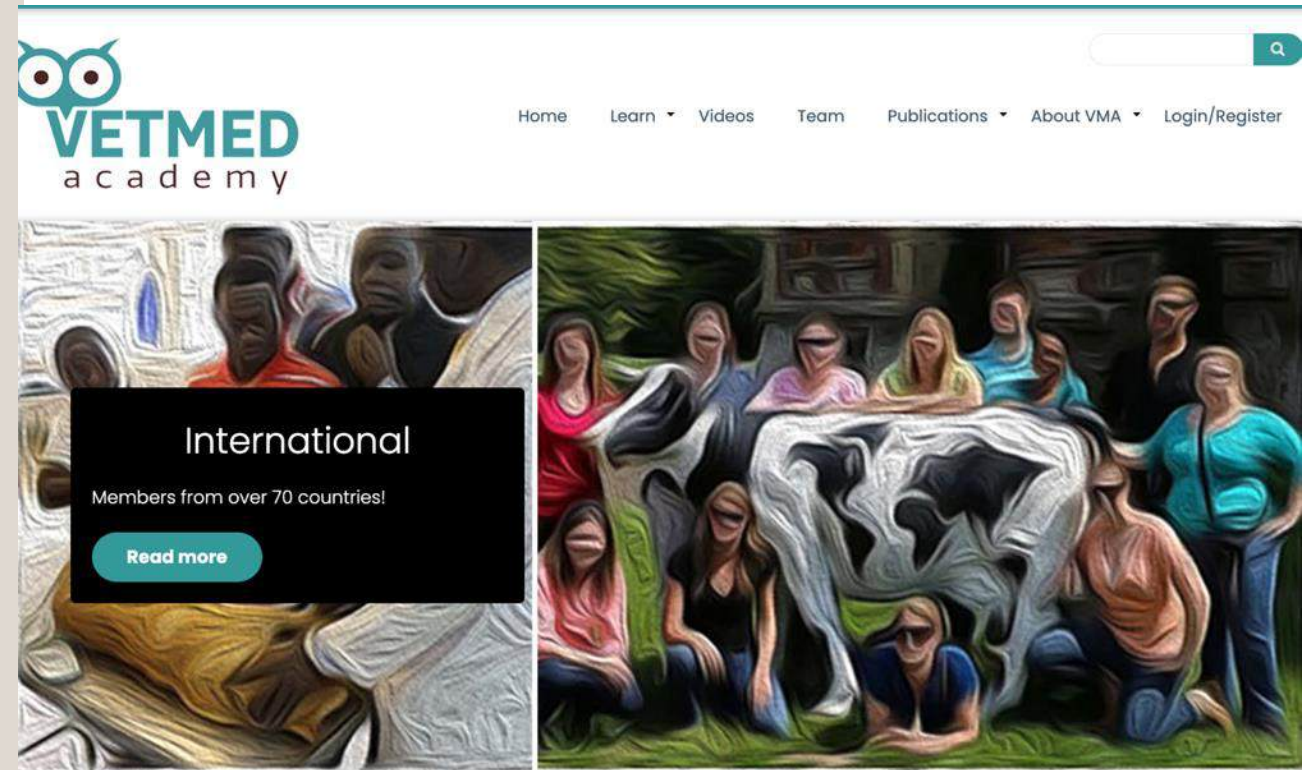 VETMED
academy
Home Learn Videos Team Publications About VMA Login/Register
International
Members from over 70 countries!
Read more